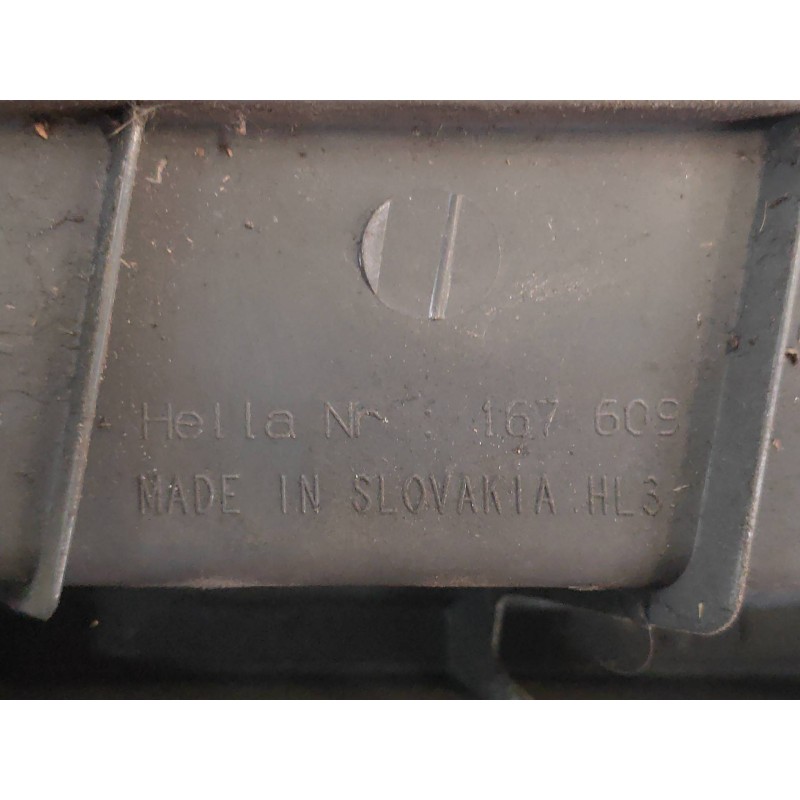 Hella Nr : 167 609
MADE IN SLOVAKIA HL3